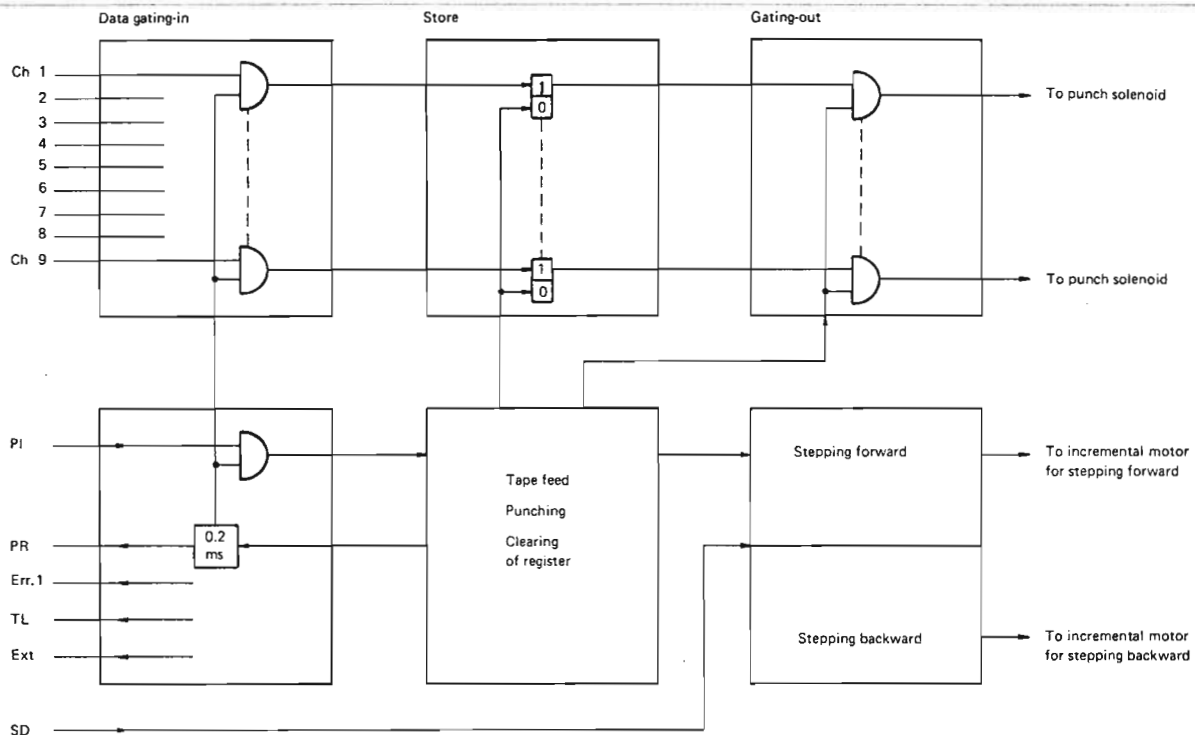 Data gating-in
Store
Gating-out
Ch 1
2
3
4
5
6
7
8
Ch 9
1
0
1
0
To punch solenoid
To punch solenoid
PI
PR
Err.1
TL
Ext
SD
0.2
ms
Tape feed
Punching
Clearing
of register
Stepping forward
Stepping backward
To incremental motor
for stepping forward
To incremental motor
for stepping backward